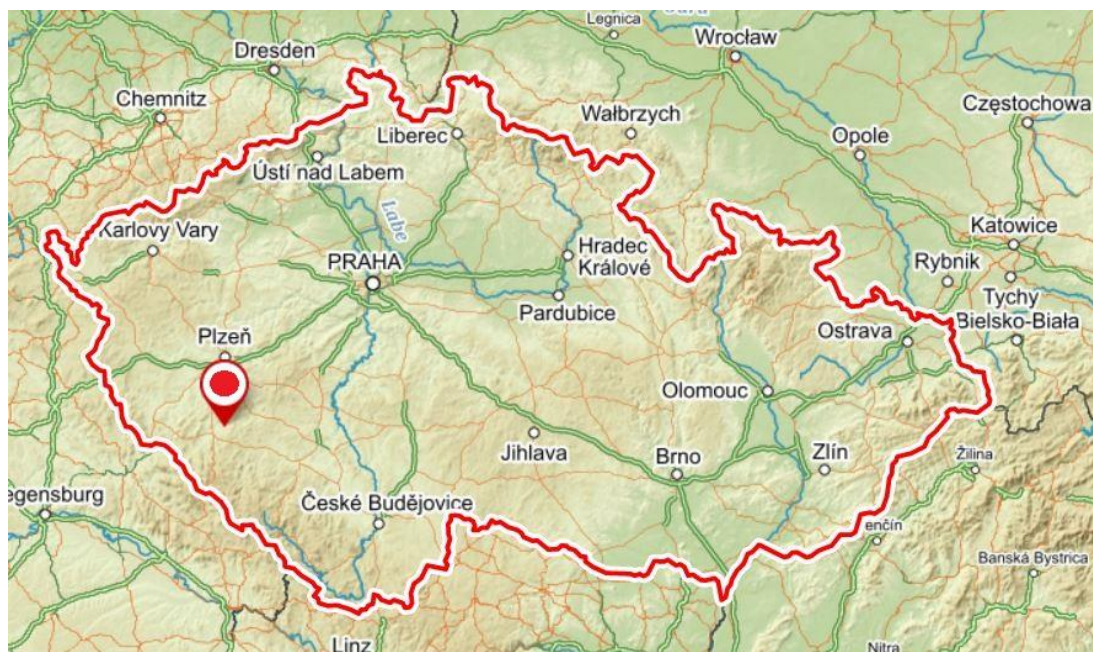 Legnica
Wrocław
Dresden
Chemnitz
Częstochowa
Wałbrzych
Liberec
Opole
Ústí nad Labem
Labe
Karlovy Vary
Katowice
Hradec
Králové
Rybnik
PRAHA
Tychy
Pardubice
Bielsko-Biała
Ostrava
Plzeň
Olomouc
Jihlava
Brno
Zlín
Žilina
egensburg
České Budějovice
enčín
Banská Bystrica
Linz
Nitra